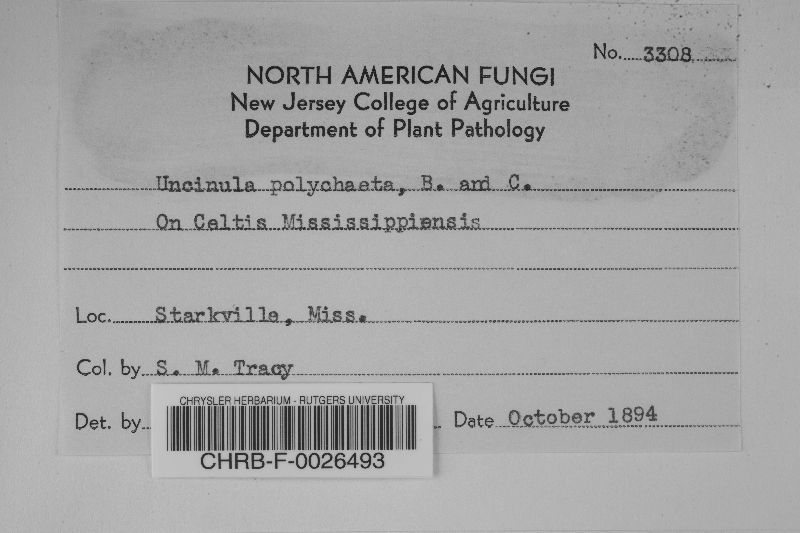 No. 3308
NORTH AMERICAN FUNGI
New Jersey College of Agriculture
Department of Plant Pathology
Uncinula polychaeta, B. and C.
On Celtis Mississippiensis
Loc. Starkville, Miss.
Col. by S. M. Tracy
Det. by
Date October 1894
CHRYSLER HERBARIUM - RUTGERS UNIVERSITY
CHRB-F-0026493